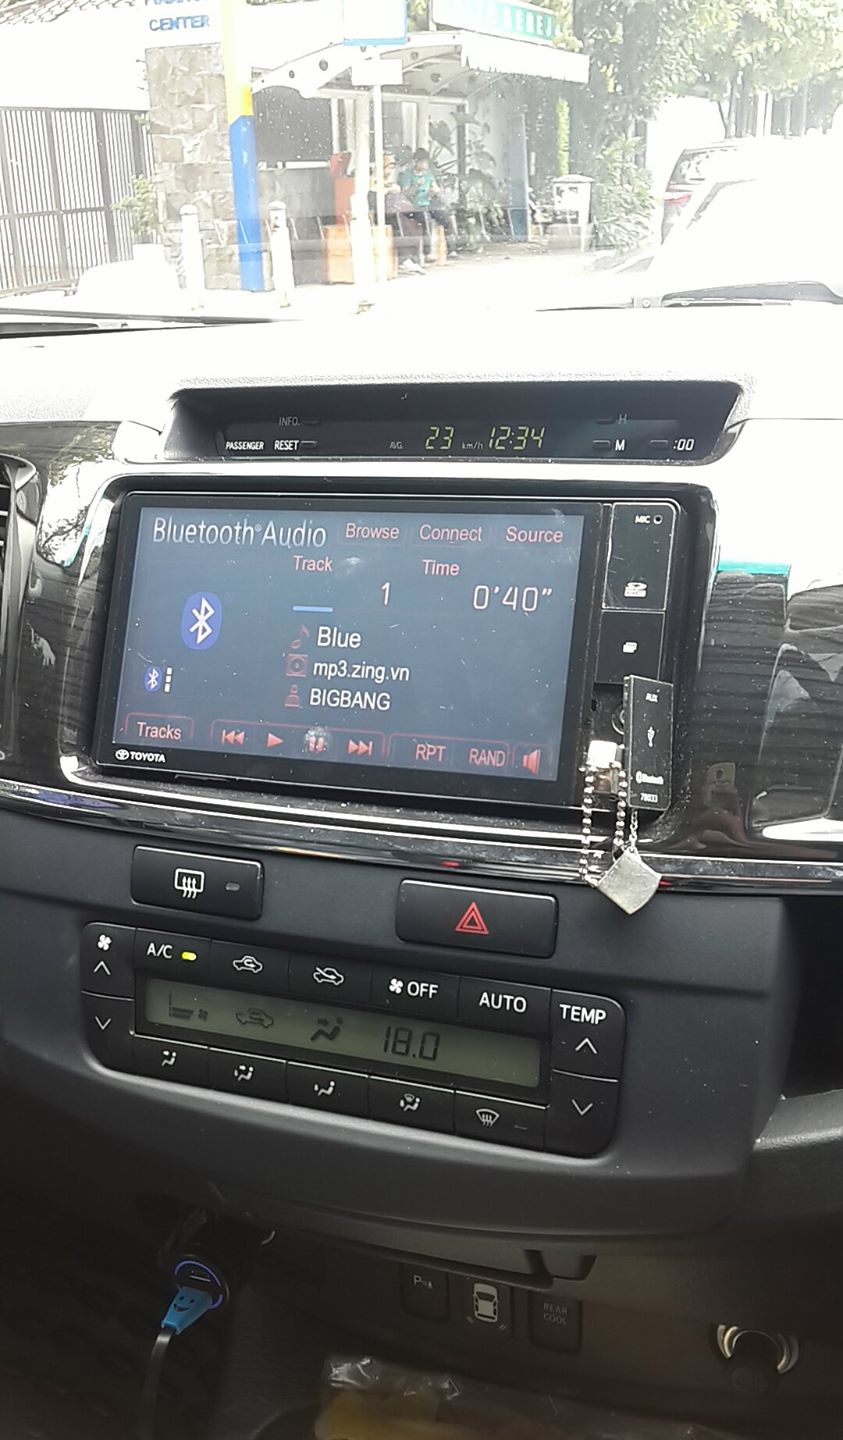 CENTER
INFO.
H
PASSENGER RESET AVG. 23 km/h 12:34 M :00
MIC
Bluetooth® Audio Browse Connect Source
Track Time
1 0'40"
Blue
mp3.zing.vn
BIGBANG
Tracks RPT RAND
TOYOTA
AUX
Bluetooth
78033
A/C OFF AUTO TEMP
18.0
P
REAR
COOL